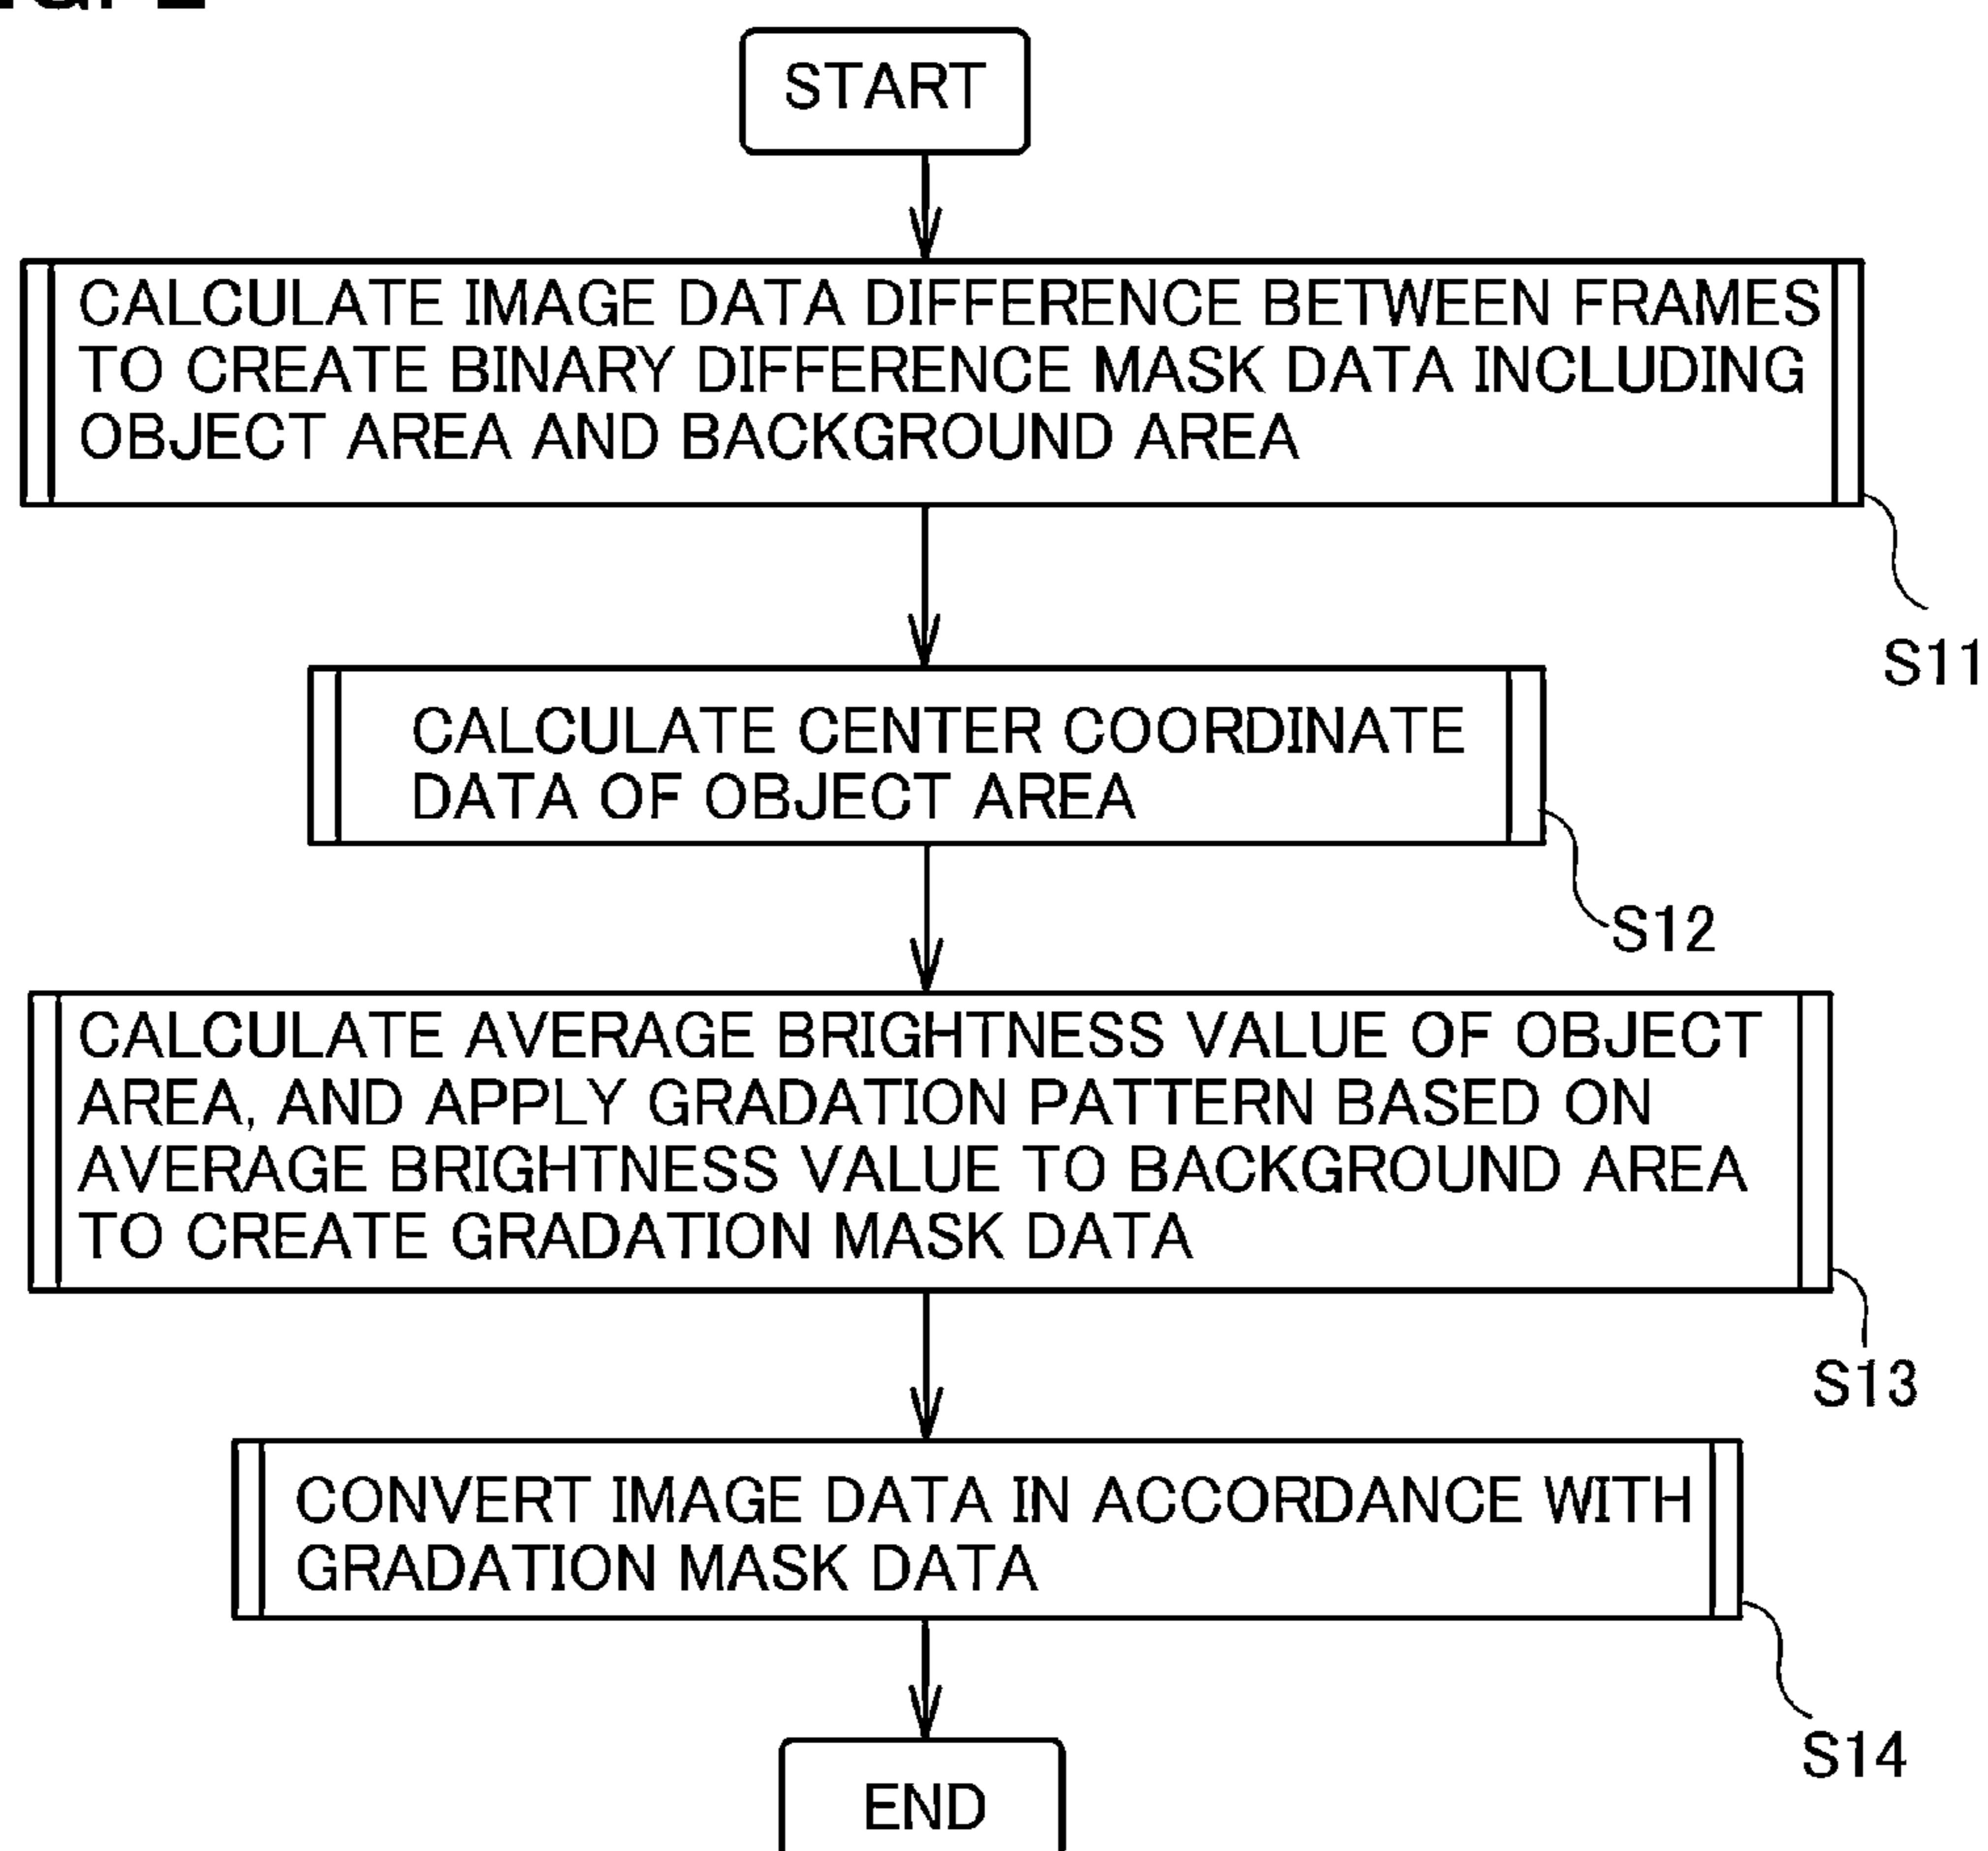 START
CALCULATE IMAGE DATA DIFFERENCE BETWEEN FRAMES
TO CREATE BINARY DIFFERENCE MASK DATA INCLUDING
OBJECT AREA AND BACKGROUND AREA
S11
CALCULATE CENTER COORDINATE
DATA OF OBJECT AREA
S12
CALCULATE AVERAGE BRIGHTNESS VALUE OF OBJECT
AREA, AND APPLY GRADATION PATTERN BASED ON
AVERAGE BRIGHTNESS VALUE TO BACKGROUND AREA
TO CREATE GRADATION MASK DATA
S13
CONVERT IMAGE DATA IN ACCORDANCE WITH
GRADATION MASK DATA
S14
END